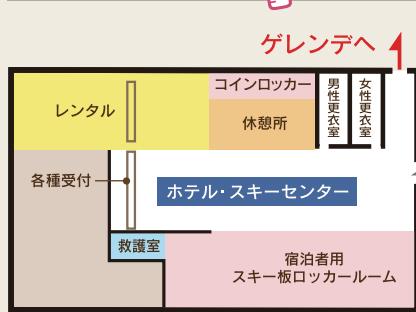 ゲレンデへ
コインロッカー
レンタル
休憩所
男性更衣室
女性更衣室
各種受付
ホテル・スキーセンター
救護室
宿泊者用
スキー板ロッカールーム